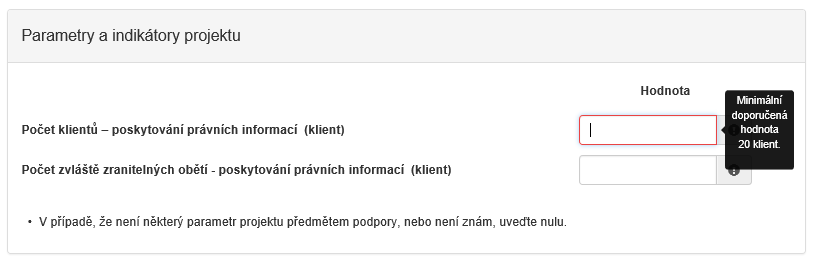 Parametry a indikátory projektu
Hodnota
Minimální
doporučená
hodnota
20 klient.
Počet klientů – poskytování právních informací (klient)
Počet zvláště zranitelných obětí - poskytování právních informací (klient)
• V případě, že není některý parametr projektu předmětem podpory, nebo není znám, uveďte nulu.